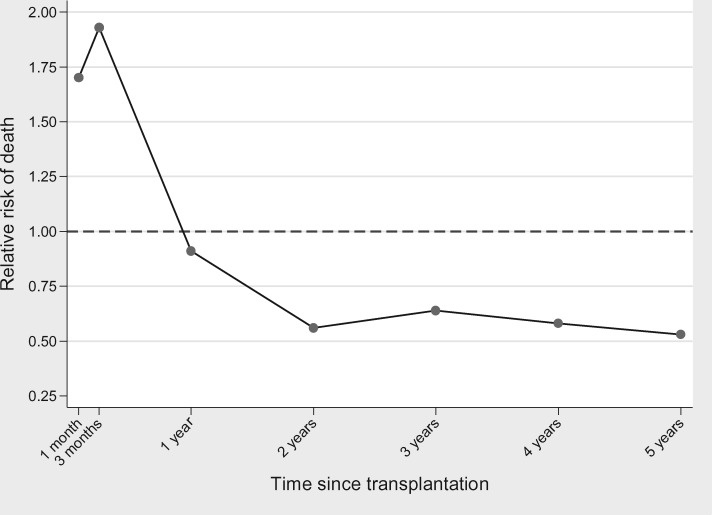 Relative risk of death
2.00
1.75
1.50
1.25
1.00
0.75
0.50
0.25
1 month
3 months
1 year
2 years
3 years
4 years
5 years
Time since transplantation